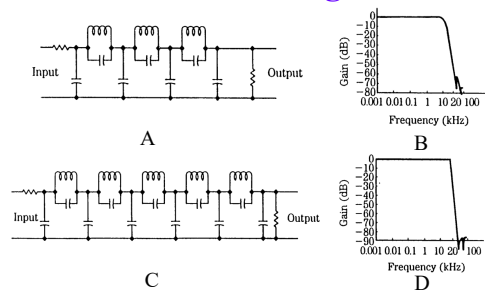 Input
Output
A
Gain (dB)
0
−10
−20
−30
−40
−50
−60
−70
−80
0.001 0.01 0.1 1 10 20 100
Frequency (kHz)
B
Input
Output
C
Gain (dB)
0
−10
−20
−30
−40
−50
−60
−70
−80
−90
0.001 0.01 0.1 1 10 20 100
Frequency (kHz)
D